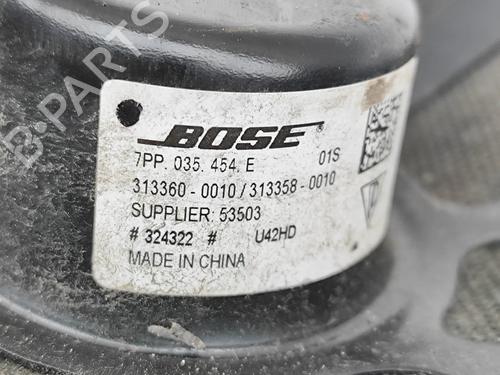 BOSE
7PP. 035. 454. E 01S
313360-0010 / 313358-0010
SUPPLIER: 53503
# 324322 # U42HD
MADE IN CHINA
B-PARTS